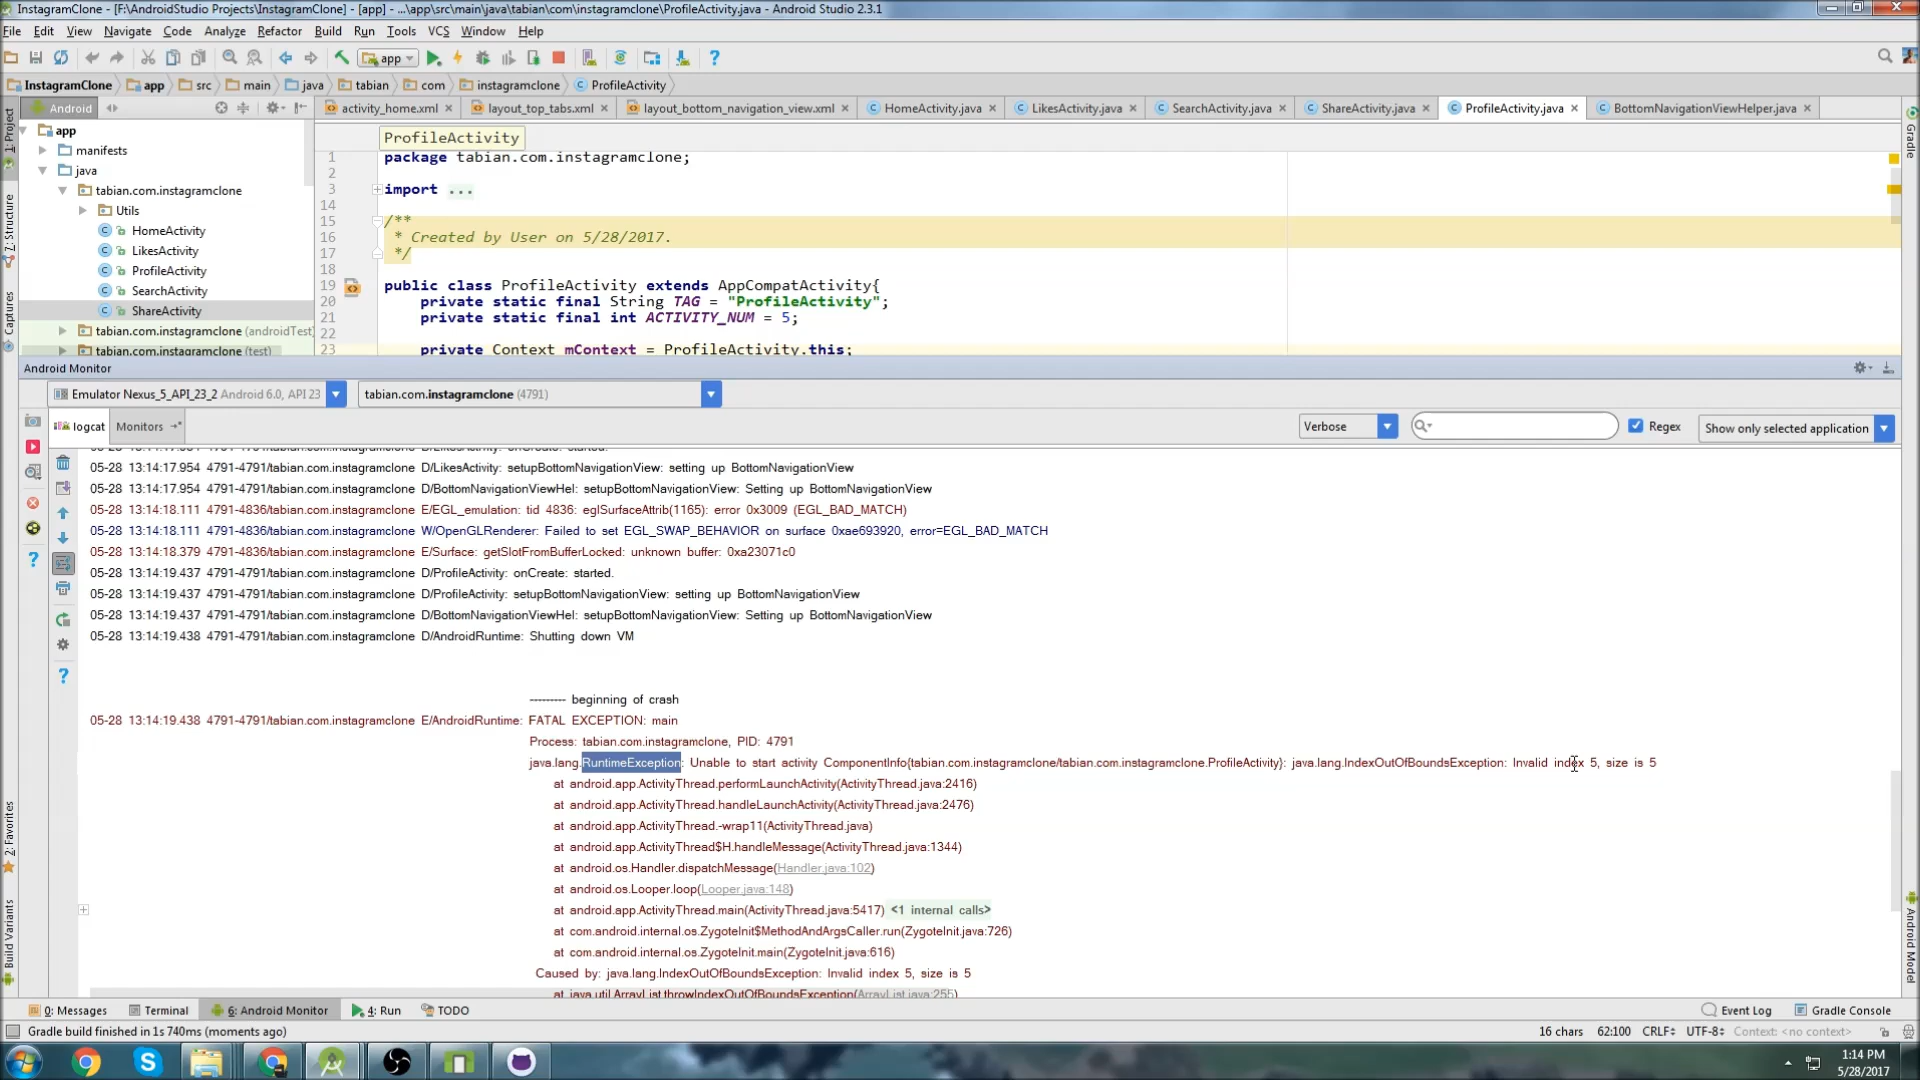 InstagramClone - [F:\AndroidStudio Projects\InstagramClone] - [app] - ...\app\src\main\java\tabian\com\instagramclone\ProfileActivity.java - Android Studio 2.3.1
File Edit View Navigate Code Analyze Refactor Build Run Tools VCS Window Help
app
InstagramClone app src main java tabian com instagramclone ProfileActivity
Android
activity_home.xml layout_top_tabs.xml layout_bottom_navigation_view.xml HomeActivity.java LikesActivity.java SearchActivity.java ShareActivity.java ProfileActivity.java BottomNavigationViewHelper.java
1: Project
7: Structure
Captures
2: Favorites
Build Variants
Gradle
Android Model
app
manifests
java
tabian.com.instagramclone
Utils
HomeActivity
LikesActivity
ProfileActivity
SearchActivity
ShareActivity
tabian.com.instagramclone (androidTest)
tabian.com.instagramclone (test)
ProfileActivity
1 package tabian.com.instagramclone;
2
3 import ...
14
15 /**
16 * Created by User on 5/28/2017.
17 */
18
19 public class ProfileActivity extends AppCompatActivity{
20 private static final String TAG = "ProfileActivity";
21 private static final int ACTIVITY_NUM = 5;
22
23 private Context mContext = ProfileActivity.this;
Android Monitor
Emulator Nexus_5_API_23_2 Android 6.0, API 23 tabian.com.instagramclone (4791)
logcat Monitors Verbose Regex Show only selected application
05-28 13:14:17.954 4791-4791/tabian.com.instagramclone D/LikesActivity: setupBottomNavigationView: setting up BottomNavigationView
05-28 13:14:17.954 4791-4791/tabian.com.instagramclone D/BottomNavigationViewHel: setupBottomNavigationView: Setting up BottomNavigationView
05-28 13:14:18.111 4791-4836/tabian.com.instagramclone E/EGL_emulation: tid 4836: eglSurfaceAttrib(1165): error 0x3009 (EGL_BAD_MATCH)
05-28 13:14:18.111 4791-4836/tabian.com.instagramclone W/OpenGLRenderer: Failed to set EGL_SWAP_BEHAVIOR on surface 0xae693920, error=EGL_BAD_MATCH
05-28 13:14:18.379 4791-4836/tabian.com.instagramclone E/Surface: getSlotFromBufferLocked: unknown buffer: 0xa23071c0
05-28 13:14:19.437 4791-4791/tabian.com.instagramclone D/ProfileActivity: onCreate: started.
05-28 13:14:19.437 4791-4791/tabian.com.instagramclone D/ProfileActivity: setupBottomNavigationView: setting up BottomNavigationView
05-28 13:14:19.437 4791-4791/tabian.com.instagramclone D/BottomNavigationViewHel: setupBottomNavigationView: Setting up BottomNavigationView
05-28 13:14:19.438 4791-4791/tabian.com.instagramclone D/AndroidRuntime: Shutting down VM
--------- beginning of crash
05-28 13:14:19.438 4791-4791/tabian.com.instagramclone E/AndroidRuntime: FATAL EXCEPTION: main
Process: tabian.com.instagramclone, PID: 4791
java.lang.RuntimeException: Unable to start activity ComponentInfo{tabian.com.instagramclone/tabian.com.instagramclone.ProfileActivity}: java.lang.IndexOutOfBoundsException: Invalid index 5, size is 5
at android.app.ActivityThread.performLaunchActivity(ActivityThread.java:2416)
at android.app.ActivityThread.handleLaunchActivity(ActivityThread.java:2476)
at android.app.ActivityThread.-wrap11(ActivityThread.java)
at android.app.ActivityThread$H.handleMessage(ActivityThread.java:1344)
at android.os.Handler.dispatchMessage(Handler.java:102)
at android.os.Looper.loop(Looper.java:148)
at android.app.ActivityThread.main(ActivityThread.java:5417) <1 internal calls>
at com.android.internal.os.ZygoteInit$MethodAndArgsCaller.run(ZygoteInit.java:726)
at com.android.internal.os.ZygoteInit.main(ZygoteInit.java:616)
Caused by: java.lang.IndexOutOfBoundsException: Invalid index 5, size is 5
at java.util.ArrayList.throwIndexOutOfBoundsException(ArrayList.java:255)
0: Messages Terminal 6: Android Monitor 4: Run TODO Event Log Gradle Console
Gradle build finished in 1s 740ms (moments ago) 16 chars 62:100 CRLF UTF-8 Context: <no context>
1:14 PM
5/28/2017